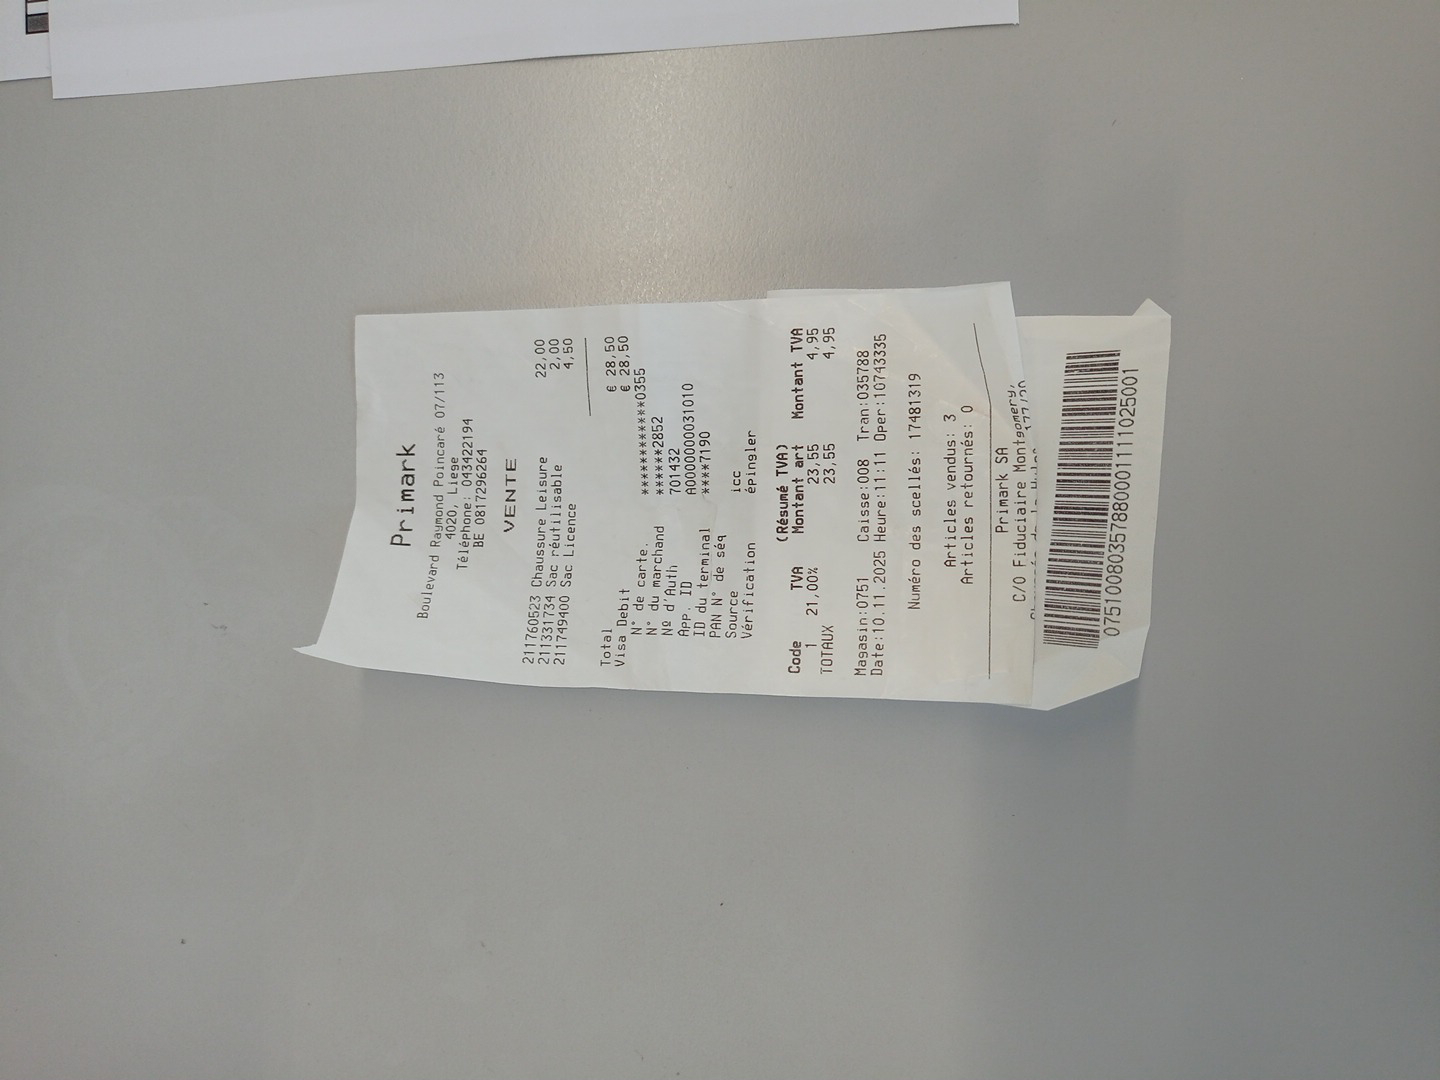 Primark
Boulevard Raymond Poincaré 07/113
4020, Liege
Téléphone: 043422194
BE 0817296264
VENTE
211760523 Chaussure Leisure 22,00
211331734 Sac réutilisable 2,00
211749400 Sac Licence 4,50
Total € 28,50
Visa Debit € 28,50
N° de carte. ************0355
N° du marchand ******2852
Nº d'Auth 701432
App. ID A0000000031010
ID du terminal ****7190
PAN N° de séq
Source icc
Vérification épingler
(Résumé TVA)
Code TVA Montant art Montant TVA
1 21,00% 23,55 4,95
TOTAUX 23,55 4,95
Magasin:0751 Caisse:008 Tran:035788
Date:10.11.2025 Heure:11:11 Oper:10743335
Numéro des scellés: 17481319
Articles vendus: 3
Articles retournés: 0
Primark SA
C/O Fiduciaire Montgomery,
075100803578800011111025001